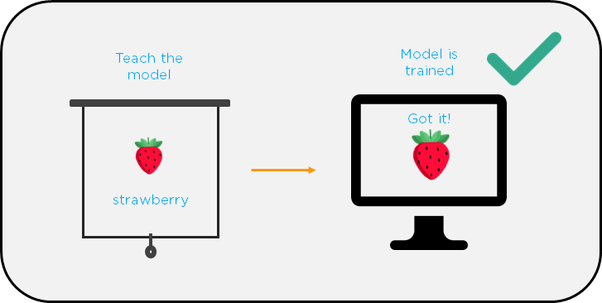 Teach the
model
strawberry
Model is
trained
Got it!